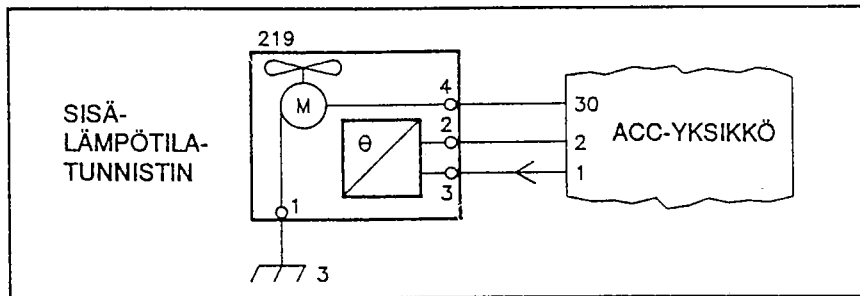 219
SISÄ-
LÄMPÖTILA-
TUNNISTIN
M
θ
4
2
3
1
3
30
2
1
ACC-YKSIKKÖ